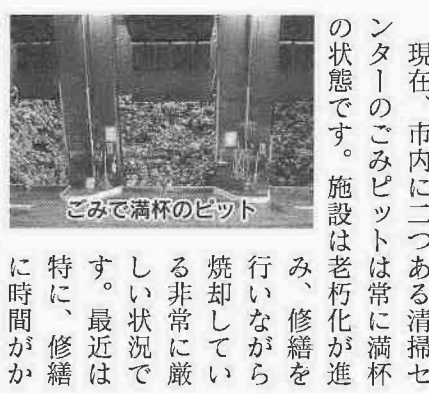 現在、市内に二つある清掃セ
ンターのごみピットは常に満杯
の状態です。施設は老朽化が進
み、修繕を
行いながら
焼却してい
る非常に厳
しい状況で
す。最近は
特に、修繕
に時間がか
ごみで満杯のピット